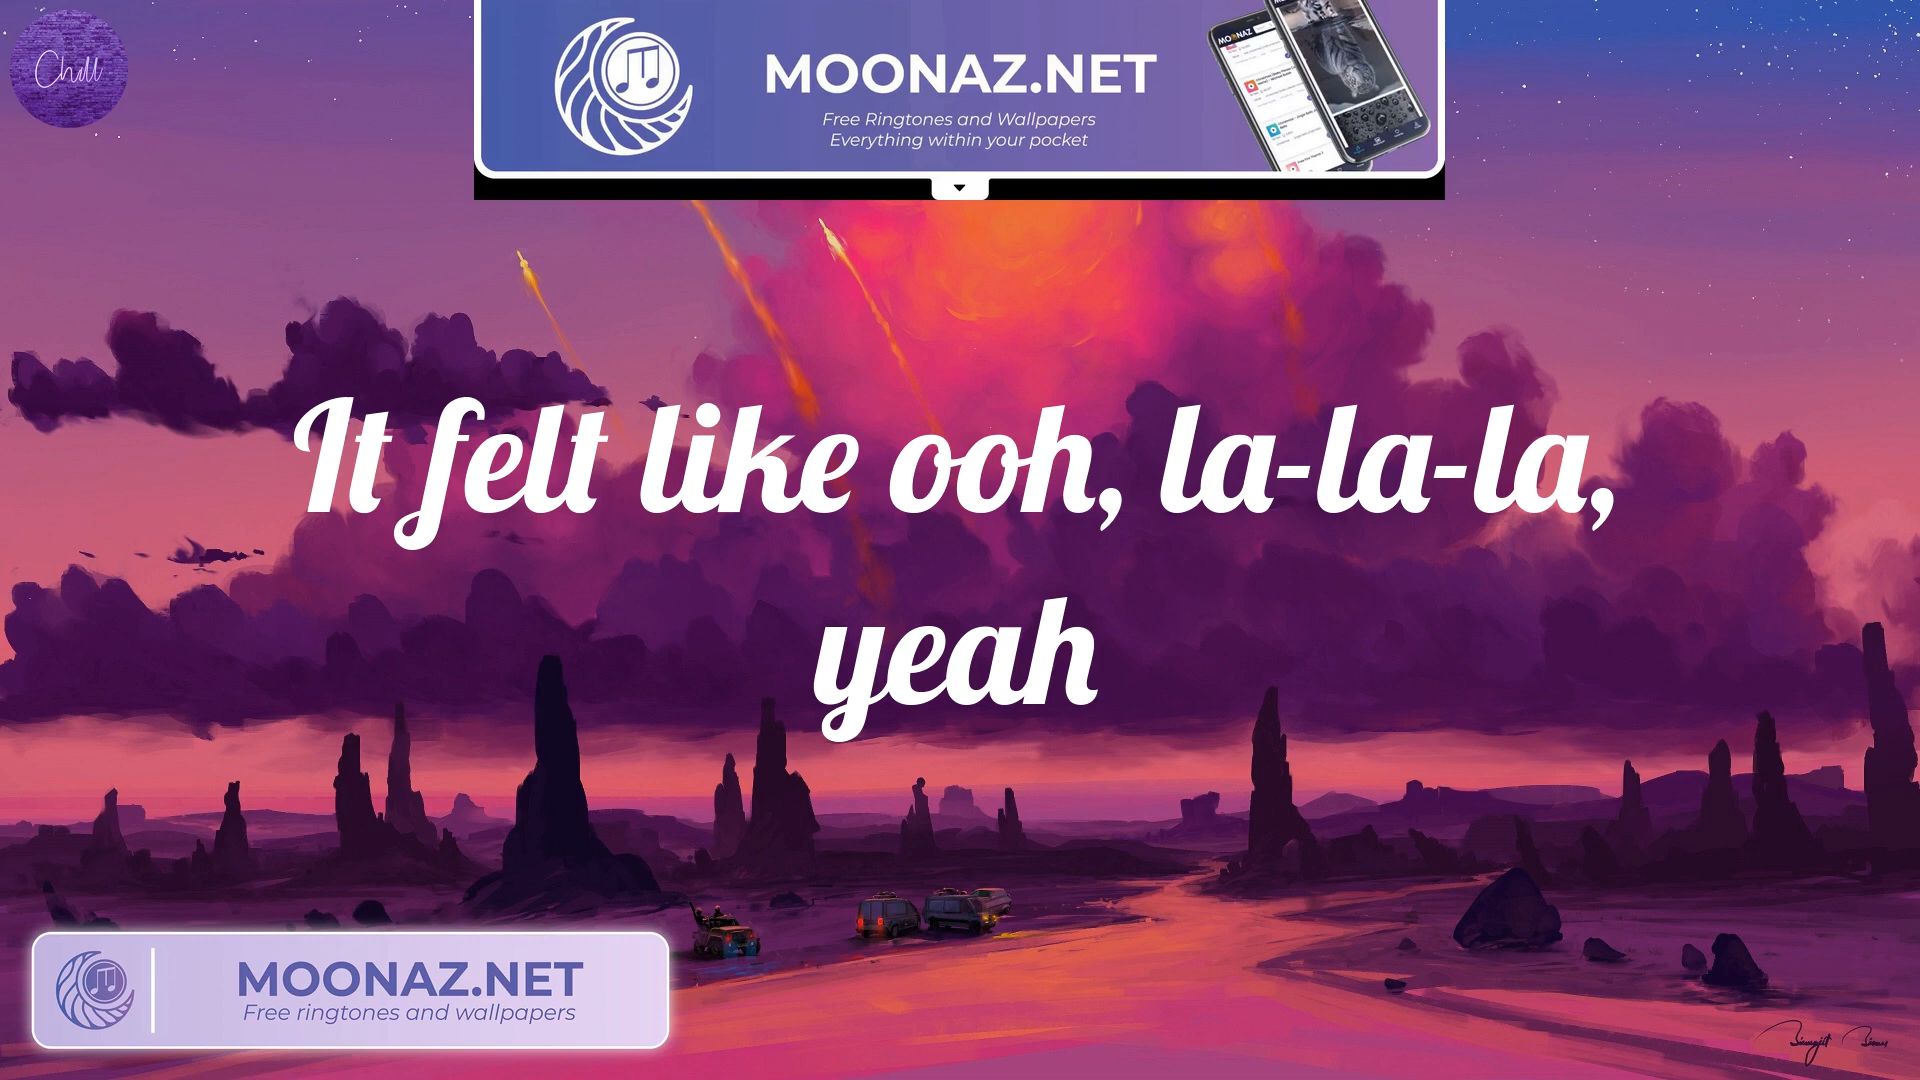 Chill
MOONAZ.NET
Free Ringtones and Wallpapers
Everything within your pocket
MOONAZ
It felt like ooh, la-la-la,
yeah
MOONAZ.NET
Free ringtones and wallpapers